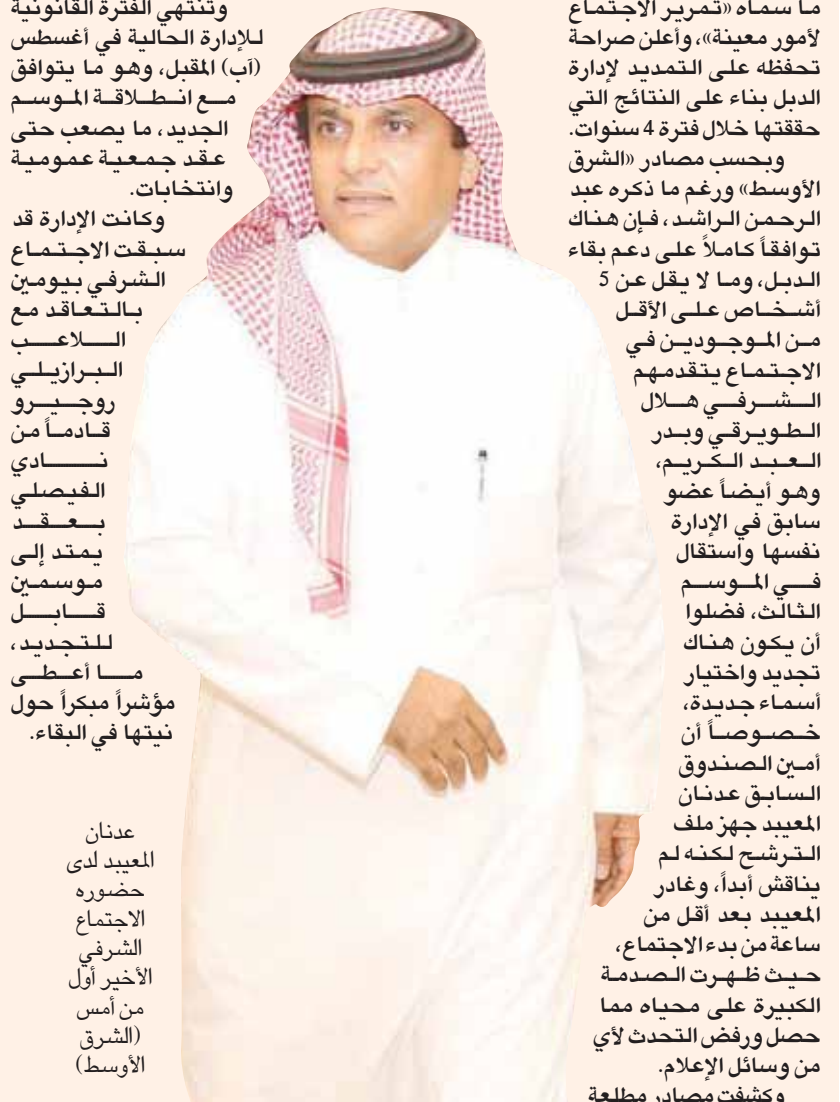 ما سماه «تمرير الاجتماع
لأمور معينة»، وأعلن صراحة
تحفظه على التمديد لإدارة
الدبل بناء على النتائج التي
حققتها خلال فترة 4 سنوات.
وبحسب مصادر «الشرق
الأوسط» ورغم ما ذكره عبد
الرحمن الراشد، فإن هناك
توافقاً كاملاً على دعم بقاء
الدبل، وما لا يقل عن 5
أشخاص على الأقل
من الموجودين في
الاجتماع يتقدمهم
الشرفي هلال
الطويرقي وبدر
العبد الكريم،
وهو أيضاً عضو
سابق في الإدارة
نفسها واستقال
في الموسم
الثالث، فضلوا
أن يكون هناك
تجديد واختيار
أسماء جديدة،
خصوصاً أن
أمين الصندوق
السابق عدنان
المعيبد جهز ملف
الترشح لكنه لم
يناقش أبداً، وغادر
المعيبد بعد أقل من
ساعة من بدء الاجتماع،
حيث ظهرت الصدمة
الكبيرة على محياه مما
حصل ورفض التحدث لأي
من وسائل الإعلام.
وكشفت مصادر مطلعة
وتنتهي الفترة القانونية
للإدارة الحالية في أغسطس
(آب) المقبل، وهو ما يتوافق
مع انطلاقة الموسم
الجديد، ما يصعب حتى
عقد جمعية عمومية
وانتخابات.
وكانت الإدارة قد
سبقت الاجتماع
الشرفي بيومين
بالتعاقد مع
اللاعب
البرازيلي
روجيرو
قادماً من
نادي
الفيصلي
بعقد
يمتد إلى
موسمين
قابل
للتجديد،
ما أعطى
مؤشراً مبكراً حول
نيتها في البقاء.
عدنان
المعيبد لدى
حضوره
الاجتماع
الشرفي
الأخير أول
من أمس
(الشرق
الأوسط)